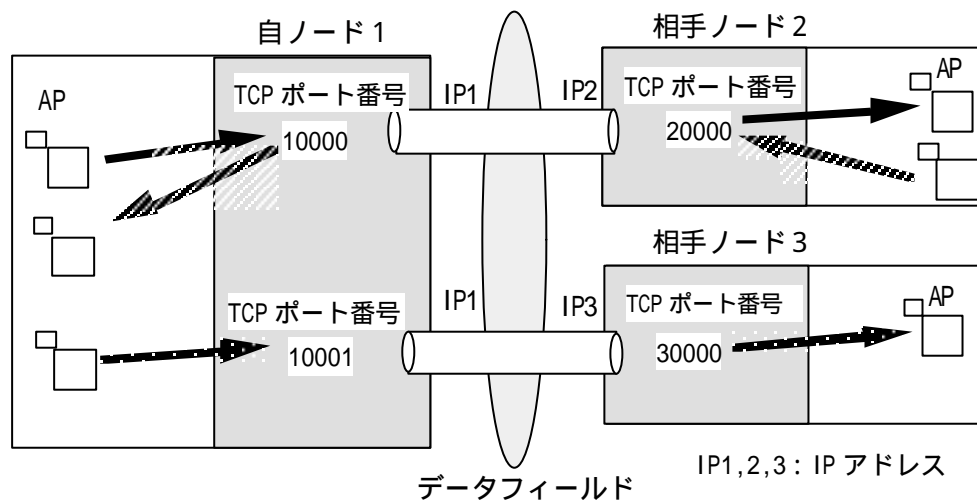 自ノード1
相手ノード2
AP
TCP ポート番号
10000
IP1
IP2
TCP ポート番号
20000
AP
相手ノード3
TCP ポート番号
10001
IP1
IP3
TCP ポート番号
30000
AP
データフィールド
IP1,2,3 : IP アドレス